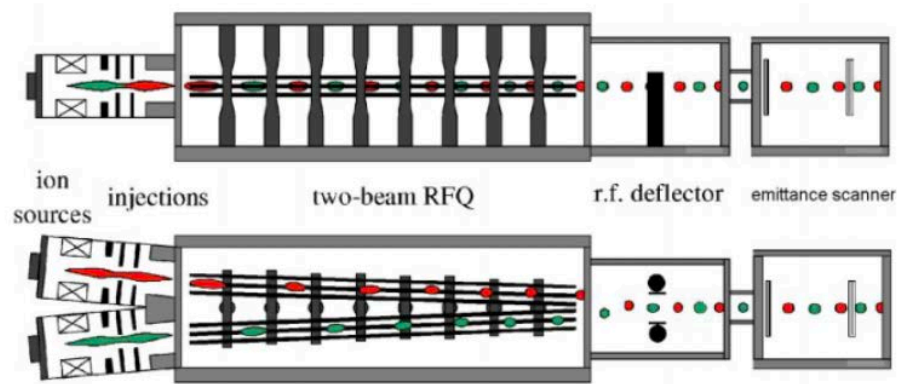 ion
sources
injections
two-beam RFQ
r.f. deflector
emittance scanner